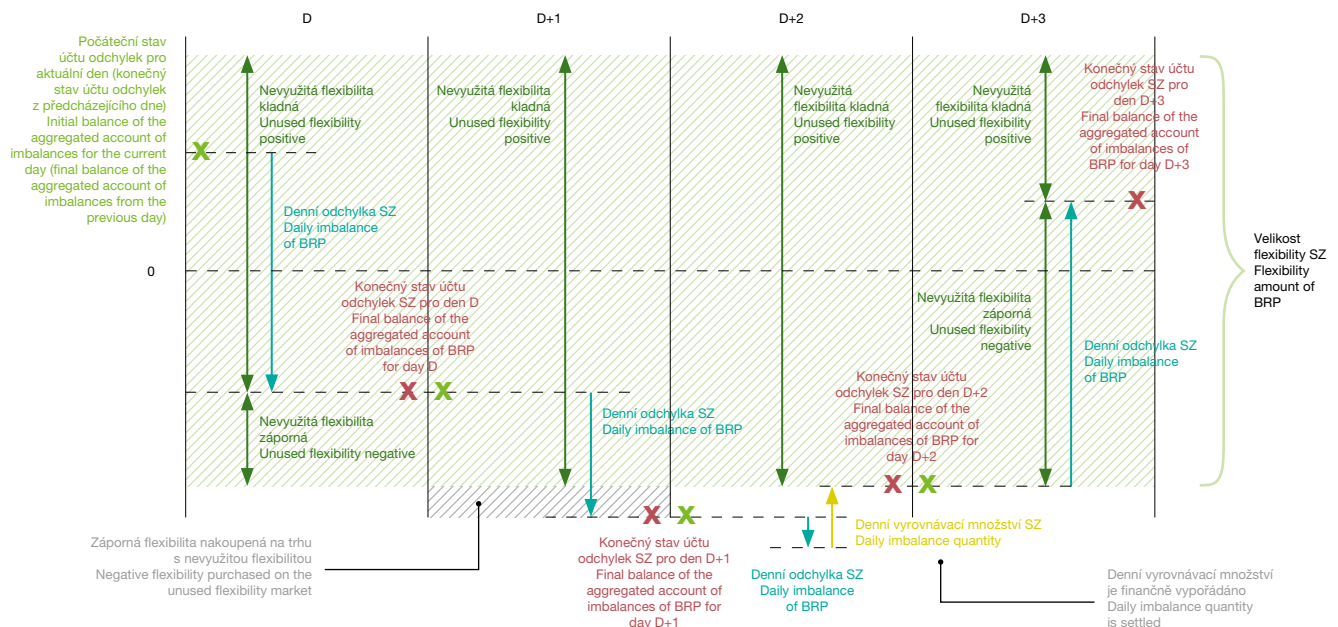 D
D+1
D+2
D+3
Počáteční stav
účtu odchylek pro
aktuální den (konečný
stav účtu odchylek
z předcházejícího dne)
Initial balance of the
aggregated account of
imbalances for the current
day (final balance of the
aggregated account of
imbalances from the
previous day)
Nevyužitá flexibilita
kladná
Unused flexibility
positive
Nevyužitá flexibilita
kladná
Unused flexibility
positive
Nevyužitá
flexibilita kladná
Unused flexibility
positive
Nevyužitá
flexibilita kladná
Unused flexibility
positive
Konečný stav účtu
odchylek SZ pro
den D+3
Final balance of the
aggregated account
of imbalances of
BRP for day D+3
X
X
Denní odchylka SZ
Daily imbalance
of BRP
0
Velikost
flexibility SZ
Flexibility
amount of
BRP
Konečný stav účtu
odchylek SZ pro den D
Final balance of the
aggregated account
of imbalances of BRP
for day D
X X
Nevyužitá flexibilita
záporná
Unused flexibility
negative
Denní odchylka SZ
Daily imbalance
of BRP
Nevyužitá flexibilita
záporná
Unused flexibility negative
Denní odchylka SZ
Daily imbalance of BRP
Konečný stav účtu
odchylek SZ pro den D+2
Final balance of the
aggregated account of
imbalances of BRP for
day D+2
X X
X X
Denní vyrovnávací množství SZ
Daily imbalance quantity
Záporná flexibilita nakoupená na trhu
s nevyužitou flexibilitou
Negative flexibility purchased on the
unused flexibility market
Konečný stav účtu
odchylek SZ pro den D+1
Final balance of the
aggregated account of
imbalances of BRP for
day D+1
Denní odchylka SZ
Daily imbalance
of BRP
Denní vyrovnávací množství
je finančně vypořádáno
Daily imbalance quantity
is settled